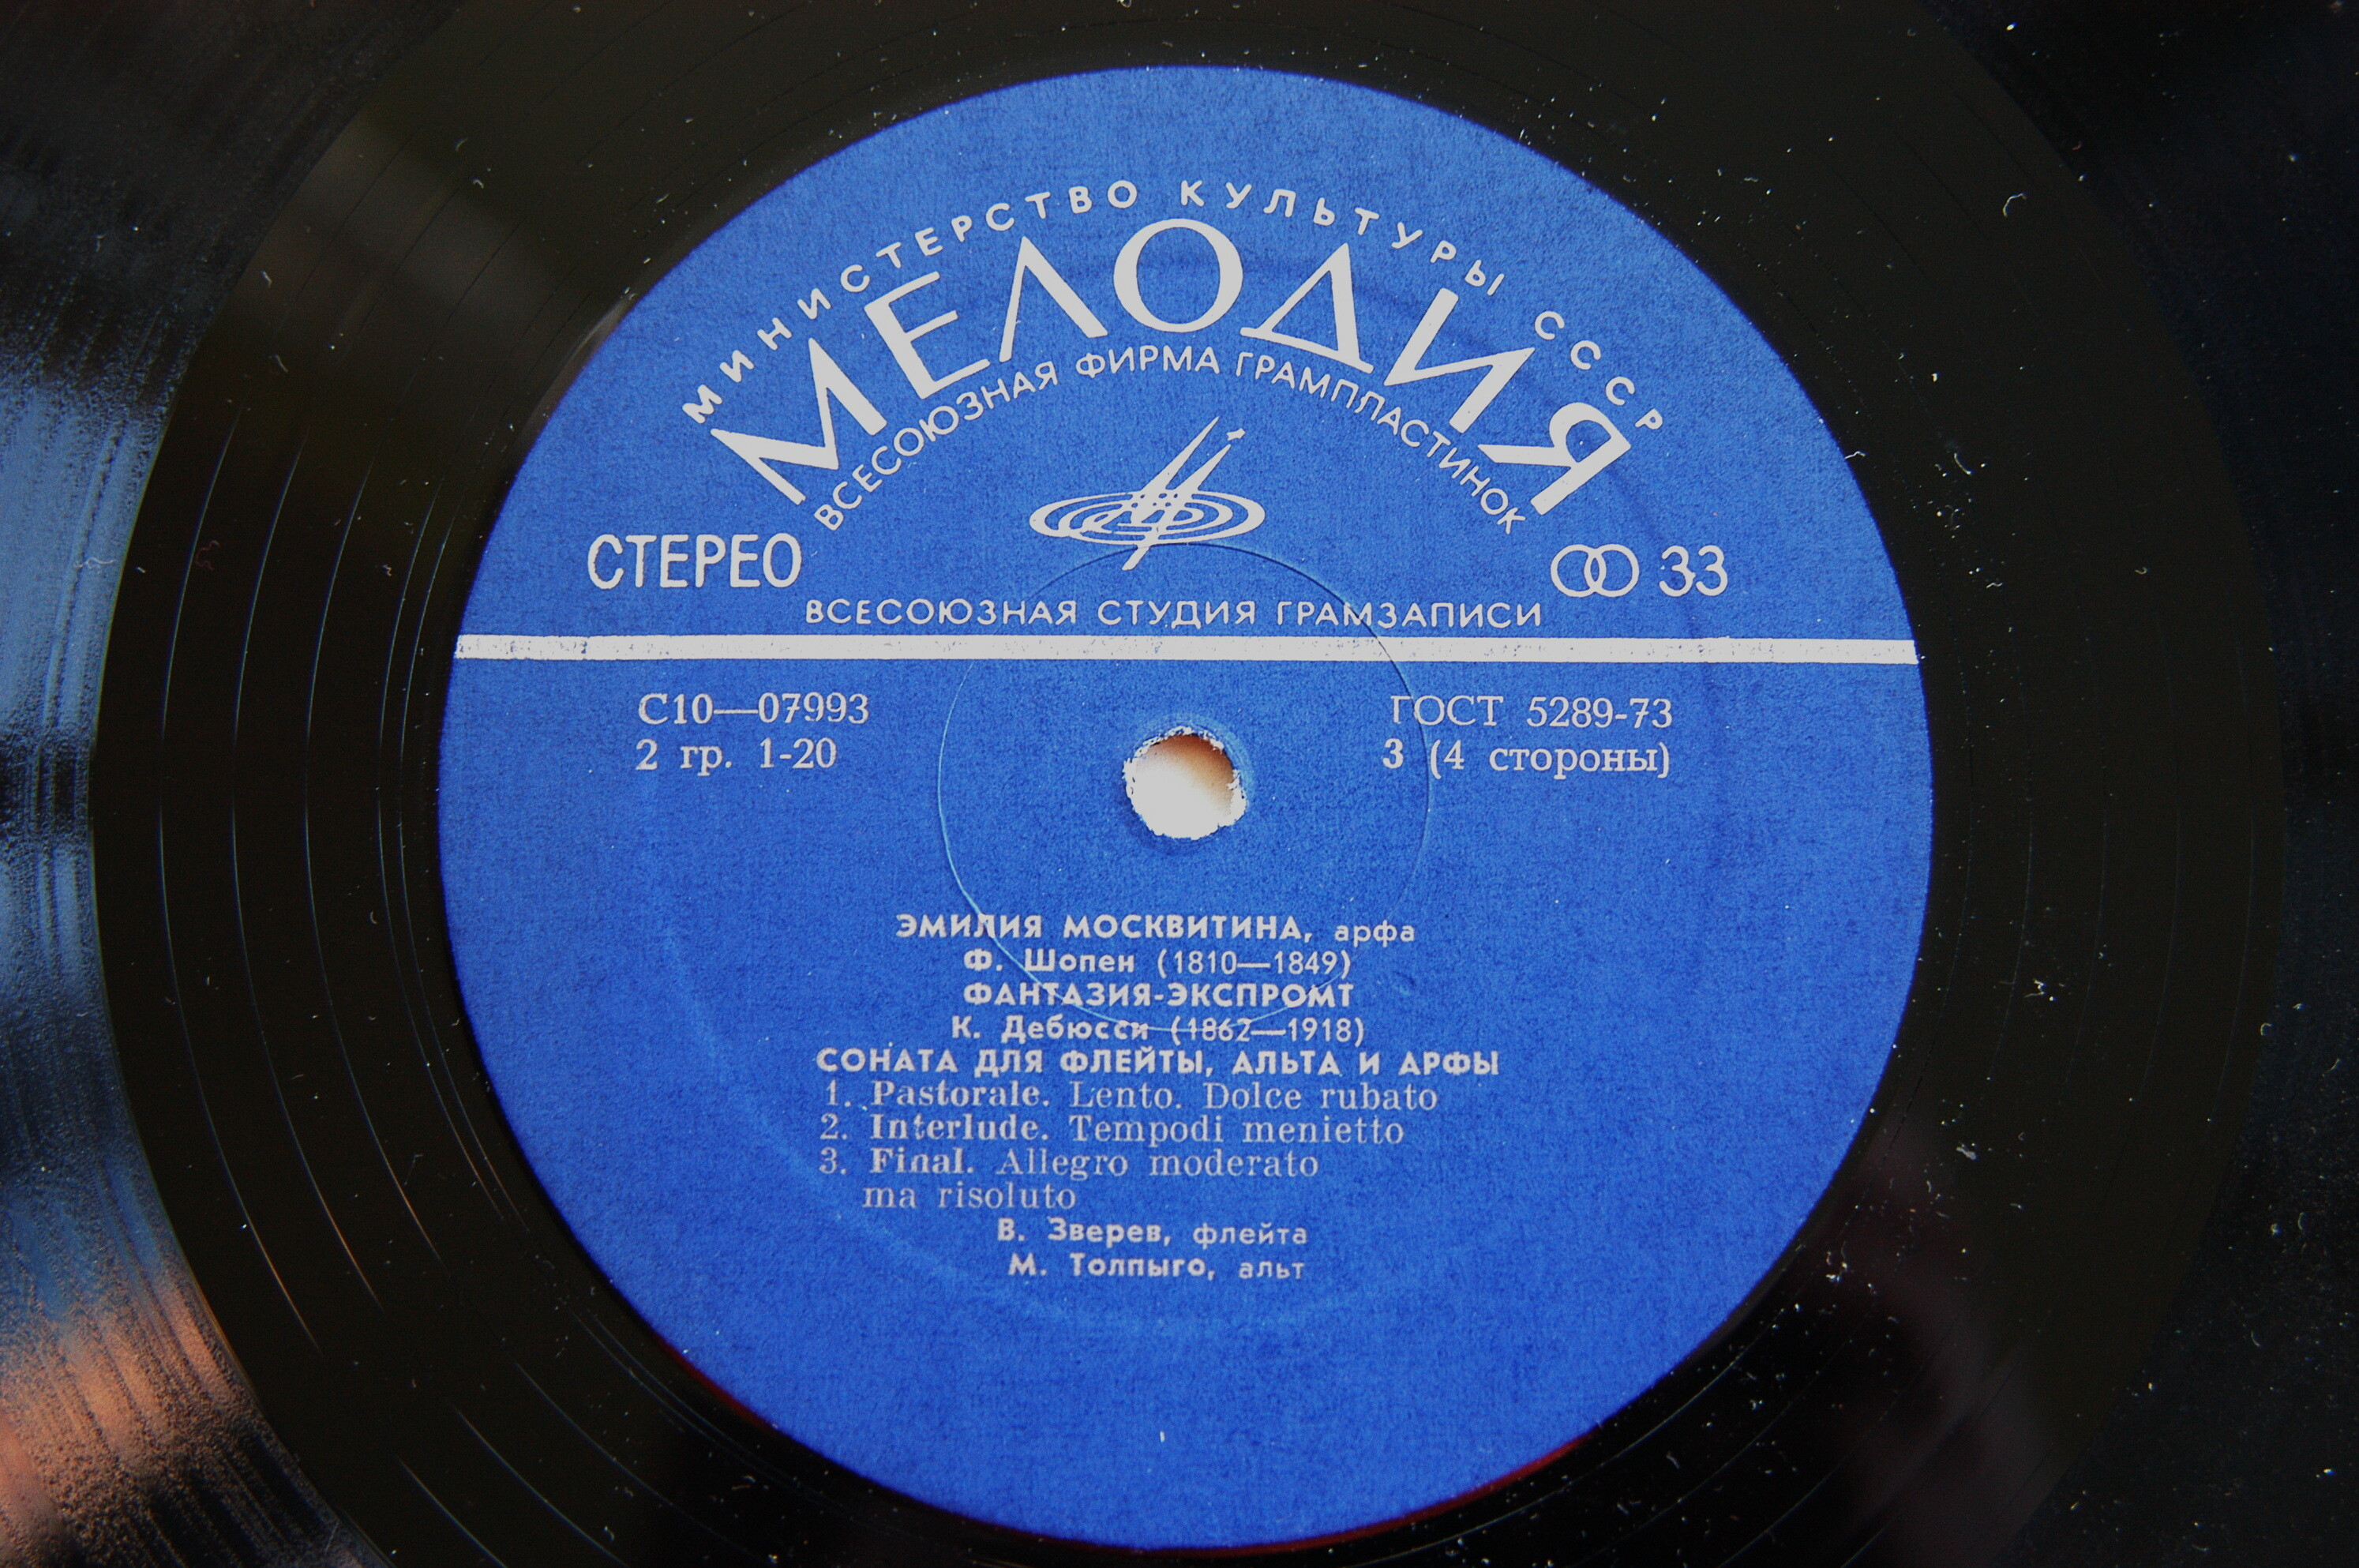 МИНИСТЕРСТВО КУЛЬТУРЫ СССР
МЕЛОДИЯ
ВСЕСОЮЗНАЯ ФИРМА ГРАМПЛАСТИНОК
СТЕРЕО
33
ВСЕСОЮЗНАЯ СТУДИЯ ГРАМЗАПИСИ
С10—07993
ГОСТ 5289-73
2 гр. 1-20
3 (4 стороны)
ЭМИЛИЯ МОСКВИТИНА, арфа
Ф. Шопен (1810—1849)
ФАНТАЗИЯ-ЭКСПРОМТ
К. Дебюсси (1862—1918)
СОНАТА ДЛЯ ФЛЕЙТЫ, АЛЬТА И АРФЫ
1. Pastorale. Lento. Dolce rubato
2. Interlude. Tempodi menietto
3. Final. Allegro moderato
ma risoluto
В. Зверев, флейта
М. Толпыго, альт